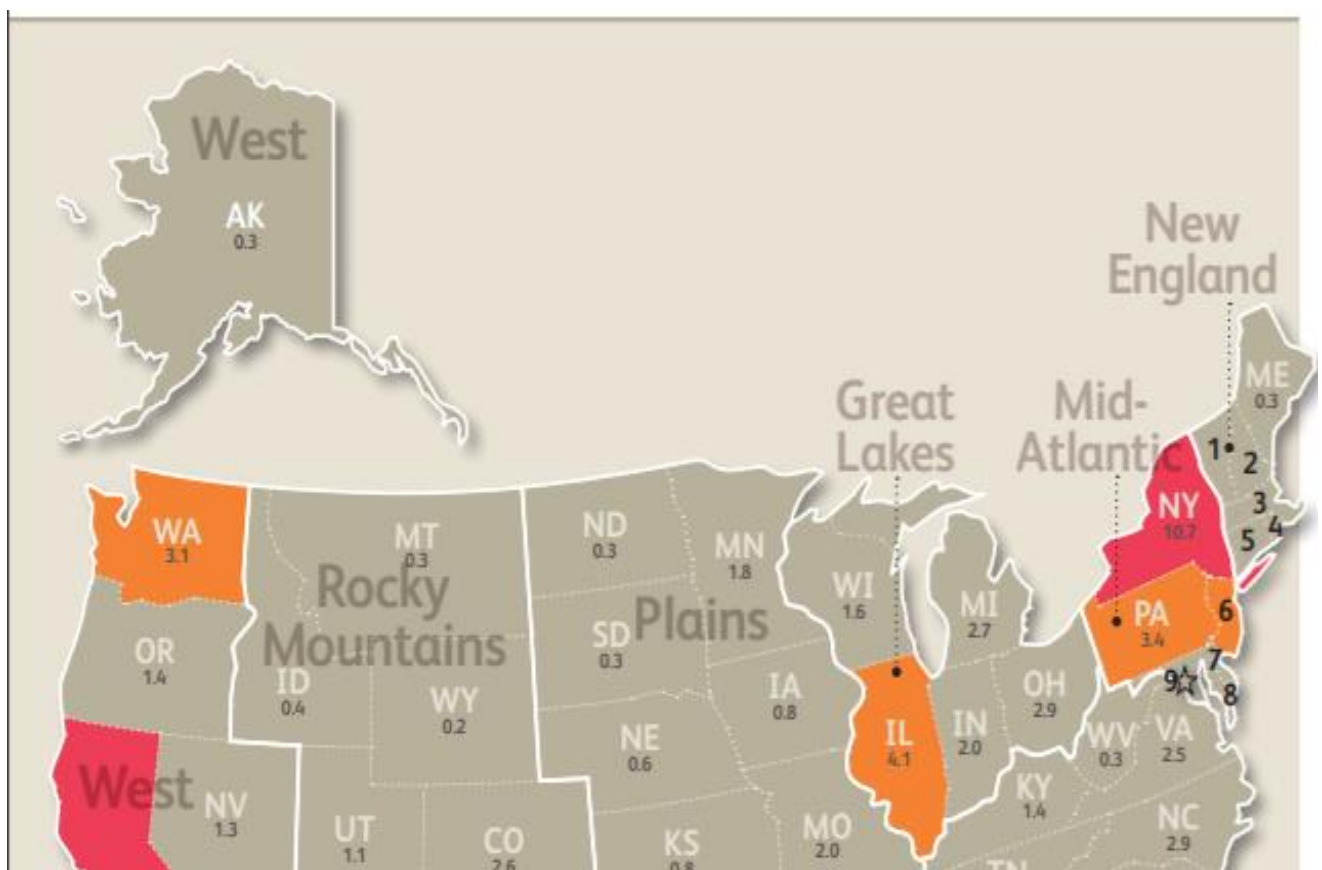 West
AK
0.3
New
England
ME
0.3
Great
Lakes
Mid-
Atlantic
1
2
3
4
5
NY
10.7
WA
3.1
MT
0.3
ND
0.3
MN
1.8
WI
1.6
MI
2.7
PA
3.4
6
7
8
9
Rocky
Mountains
Plains
OR
1.4
ID
0.4
WY
0.2
SD
0.3
IA
0.8
NE
0.6
IL
4.1
IN
2.0
OH
2.9
WV
0.3
VA
2.5
KY
1.4
West
NV
1.3
UT
1.1
CO
2.6
KS
0.8
MO
2.0
NC
2.9
TN